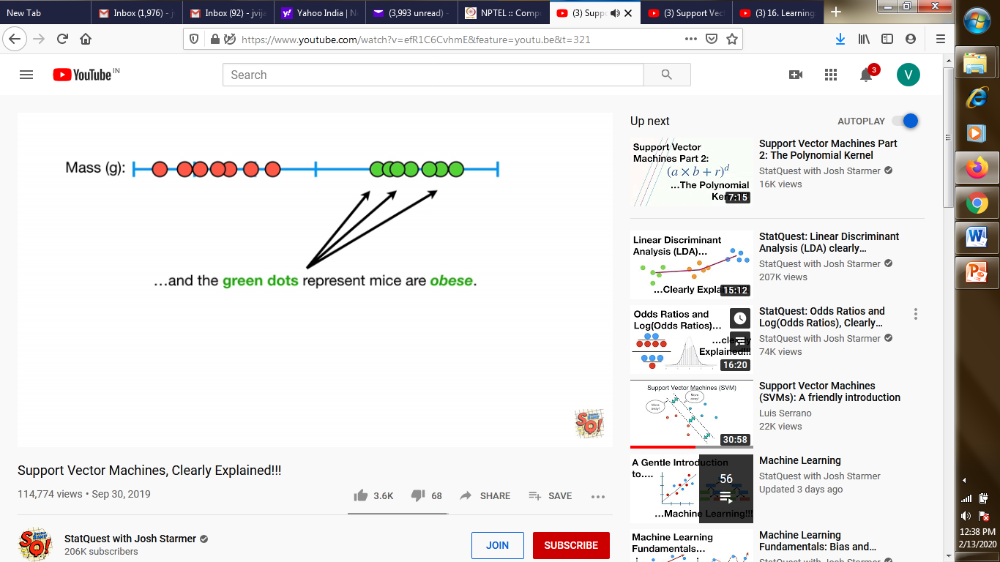 New Tab
Inbox (1,976) - j
Inbox (92) - jvija
Yahoo India | N
(3,993 unread) -
NPTEL :: Comp
(3) Suppo
(3) Support Vec
(3) 16. Learning
https://www.youtube.com/watch?v=efR1C6CvhmE&feature=youtu.be&t=321
YouTube IN
Search
3
V
Mass (g):
...and the green dots represent mice are obese.
SQ!
Support Vector Machines, Clearly Explained!!!
114,774 views • Sep 30, 2019
3.6K
68
SHARE
SAVE
StatQuest with Josh Starmer
206K subscribers
JOIN
SUBSCRIBE
Up next
AUTOPLAY
Support Vector
Machines Part 2:
(a × b + r)^d
...The Polynomial
7:15
Support Vector Machines Part
2: The Polynomial Kernel
StatQuest with Josh Starmer
16K views
Linear Discriminant
Analysis (LDA)...
...Clearly Expla
15:12
StatQuest: Linear Discriminant
Analysis (LDA) clearly...
StatQuest with Josh Starmer
207K views
Odds Ratios and
Log(Odds Ratios)...
...clearly
Explained!!!
16:20
StatQuest: Odds Ratios and
Log(Odds Ratios), Clearly...
StatQuest with Josh Starmer
74K views
Support Vector Machines (SVM)
Move away!
Move away!
30:58
Support Vector Machines
(SVMs): A friendly introduction
Luis Serrano
22K views
A Gentle Introduction
to....
...Machine Learning!!!
56
Machine Learning
StatQuest with Josh Starmer
Updated 3 days ago
Machine Learning
Fundamentals...
Machine Learning
Fundamentals: Bias and...
StatQuest with Josh Starmer
12:38 PM
2/13/2020